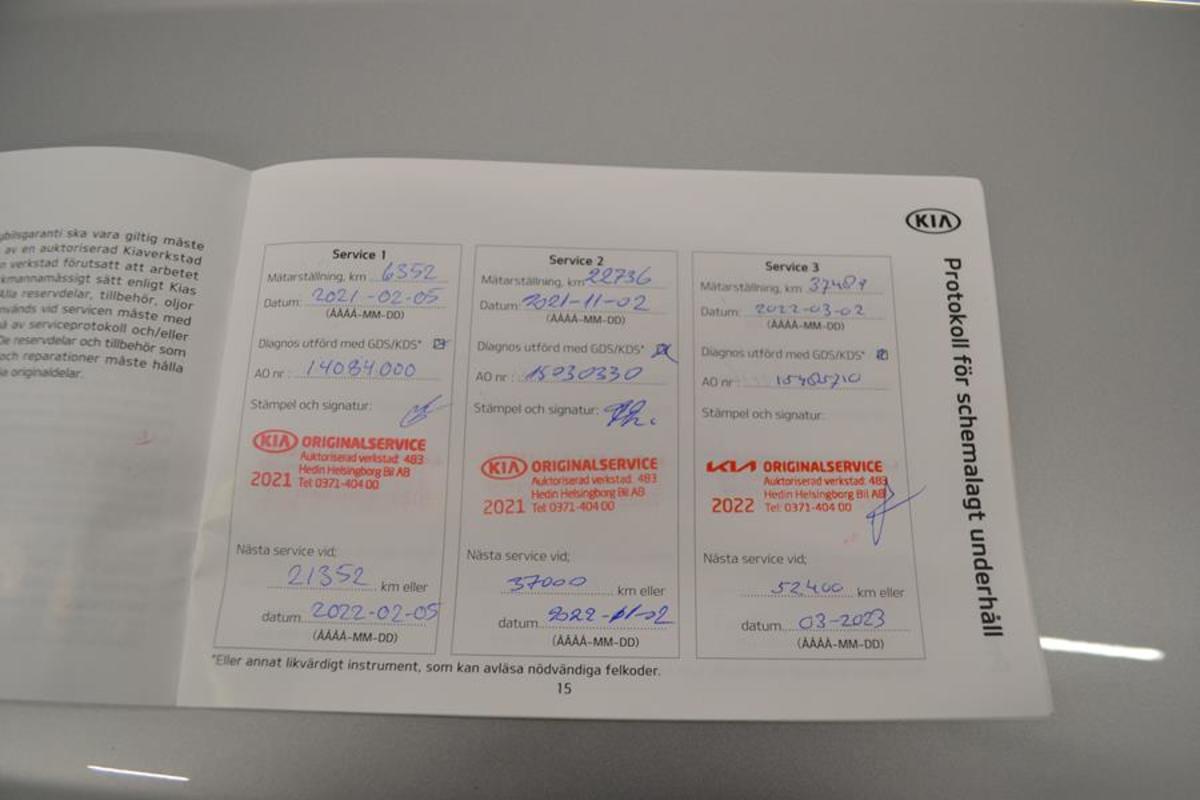 ybilsgaranti ska vara giltig måste
av en auktoriserad Kiaverkstad
n verkstad förutsatt att arbetet
kmannamässigt sätt enligt Kias
Alla reservdelar, tillbehör, oljor
nvänds vid servicen måste med
å av serviceprotokoll och/eller
De reservdelar och tillbehör som
och reparationer måste hålla
a originaldelar.
KIA
Protokoll för schemalagt underhåll
Service 1
Mätarställning, km 6352
Datum: 2021-02-05
(ÅÅÅÅ-MM-DD)
Diagnos utförd med GDS/KDS*
AO nr : 14084000
Stämpel och signatur:
KIA ORIGINALSERVICE
Auktoriserad verkstad: 483
Hedin Helsingborg Bil AB
2021 Tel: 0371-404 00
Nästa service vid;
21352 km eller
datum 2022-02-05
(ÅÅÅÅ-MM-DD)
Service 2
Mätarställning, km 22736
Datum 2021-11-02
(ÅÅÅÅ-MM-DD)
Diagnos utförd med GDS/KDS*
AO nr : 15030330
Stämpel och signatur:
KIA ORIGINALSERVICE
Auktoriserad verkstad: 483
Hedin Helsingborg Bil AB
2021 Tel: 0371-404 00
Nästa service vid;
37000 km eller
datum 2022-11-02
(ÅÅÅÅ-MM-DD)
Service 3
Mätarställning, km
Datum: 2022-03-02
(ÅÅÅÅ-MM-DD)
Diagnos utförd med GDS/KDS*
AO nr :
Stämpel och signatur:
KIA ORIGINALSERVICE
Auktoriserad verkstad: 483
Hedin Helsingborg Bil AB
2022 Tel: 0371-404 00
Nästa service vid;
52400 km eller
datum 03-2023
(ÅÅÅÅ-MM-DD)
*Eller annat likvärdigt instrument, som kan avläsa nödvändiga felkoder.
15